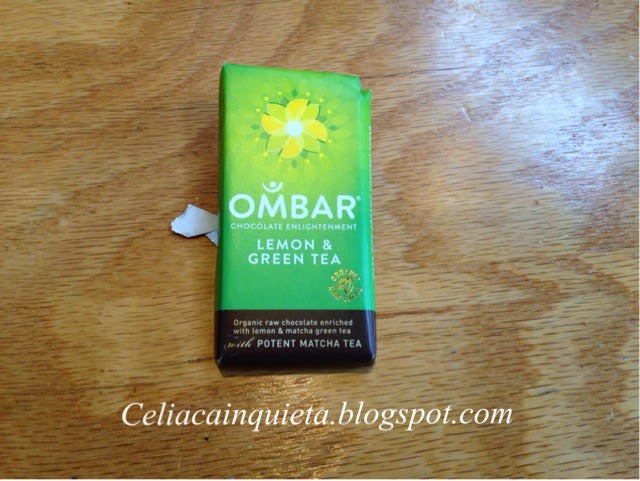 OMBAR®
CHOCOLATE ENLIGHTENMENT
LEMON &
GREEN TEA
Organic raw chocolate enriched
with lemon & matcha green tea
with POTENT MATCHA TEA
Celiacainquieta.blogspot.com